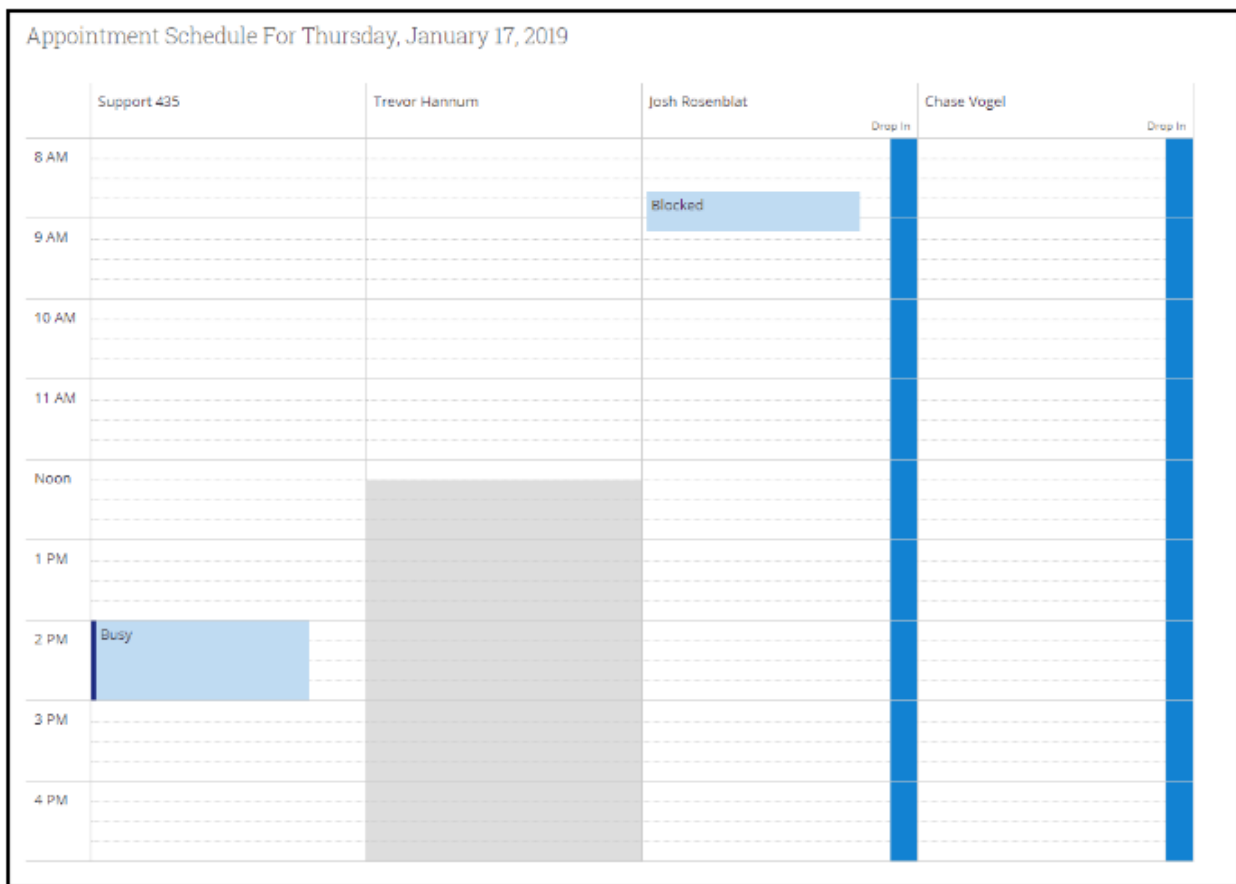 Appointment Schedule For Thursday, January 17, 2019
Support 435 Trevor Hannum Josh Rosenblat Chase Vogel
Drop In Drop In
8 AM
Blocked
9 AM
10 AM
11 AM
Noon
1 PM
2 PM Busy
3 PM
4 PM